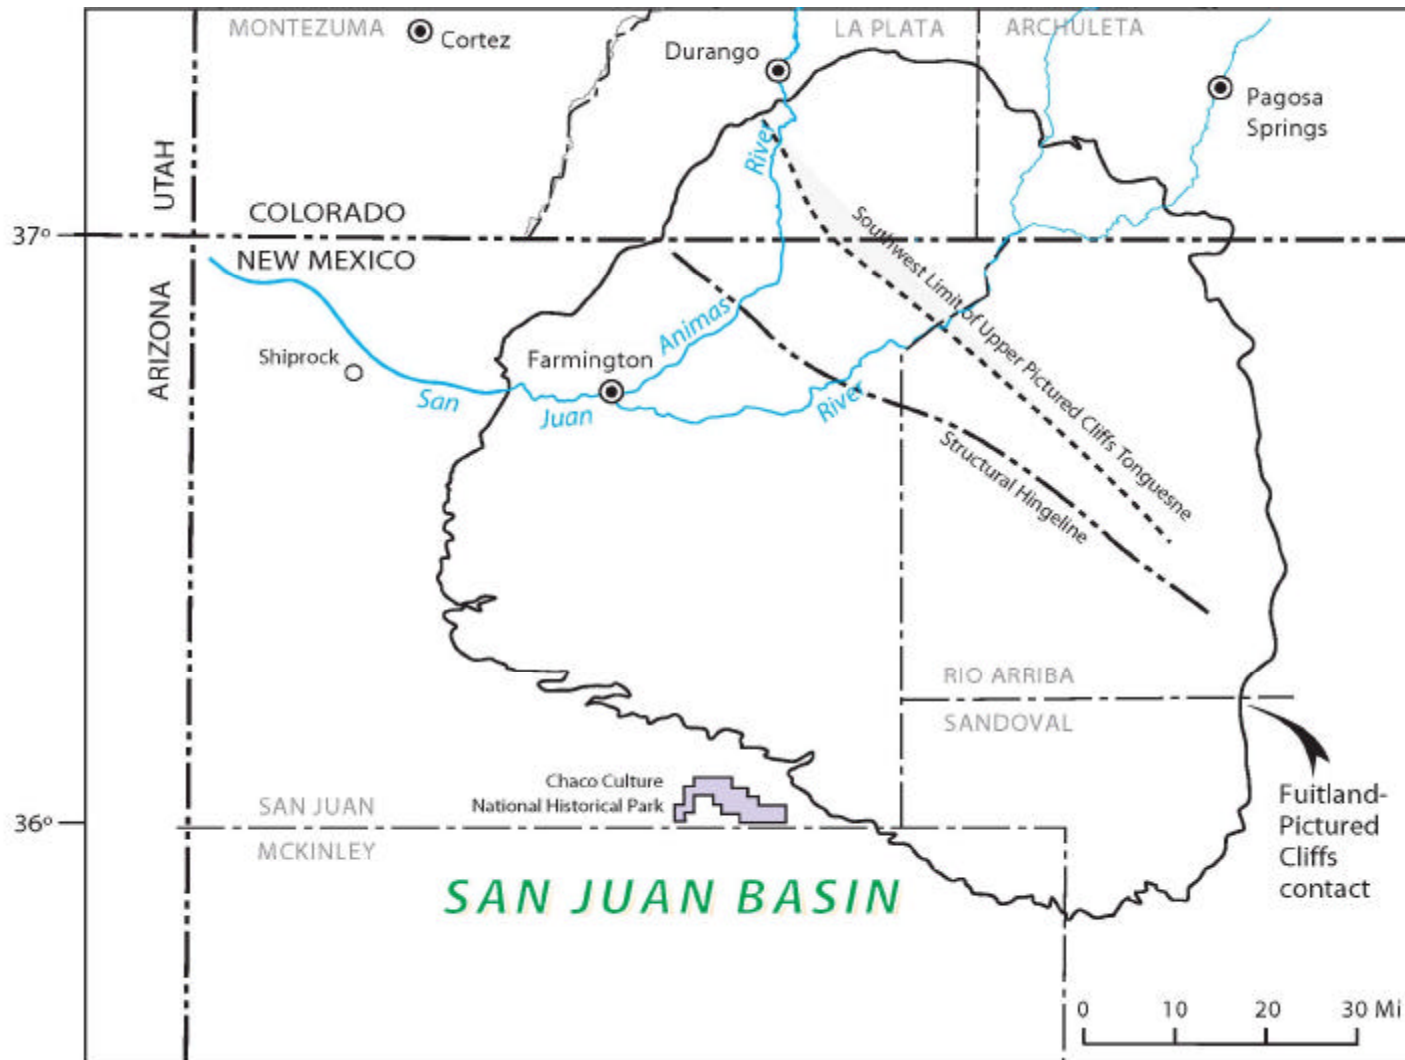 MONTEZUMA
Cortez
Durango
LA PLATA
ARCHULETA
Pagosa
Springs
UTAH
River
COLORADO
37º
NEW MEXICO
ARIZONA
Southwest Limit of Upper Pictured Cliffs Tonguesne
Animas
Shiprock
Farmington
San
Juan
River
Structural Hingeline
RIO ARRIBA
SANDOVAL
Chaco Culture
National Historical Park
Fuitland-
Pictured
Cliffs
contact
SAN JUAN
36º
MCKINLEY
SAN JUAN BASIN
0 10 20 30 Mi